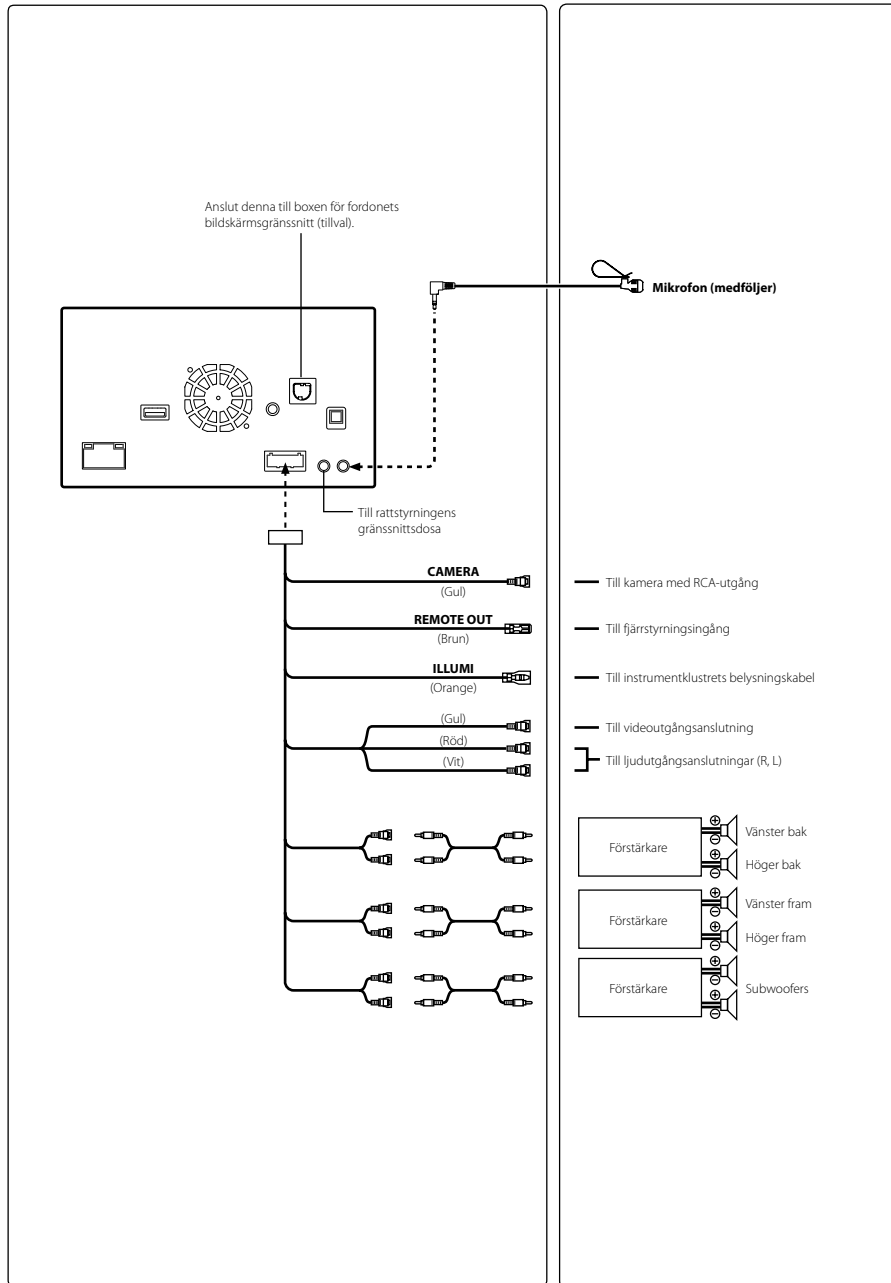 Anslut denna till boxen för fordonets
bildskärmsgränssnitt (tillval).
Mikrofon (medföljer)
Till rattstyrningens
gränssnittsdosa
CAMERA
(Gul)
Till kamera med RCA-utgång
REMOTE OUT
(Brun)
Till fjärrstyrningsingång
ILLUMI
(Orange)
Till instrumentklustrets belysningskabel
(Gul)
Till videoutgångsanslutning
(Röd)
(Vit)
Till ljudutgångsanslutningar (R, L)
Förstärkare
Vänster bak
Höger bak
Förstärkare
Vänster fram
Höger fram
Förstärkare
Subwoofers